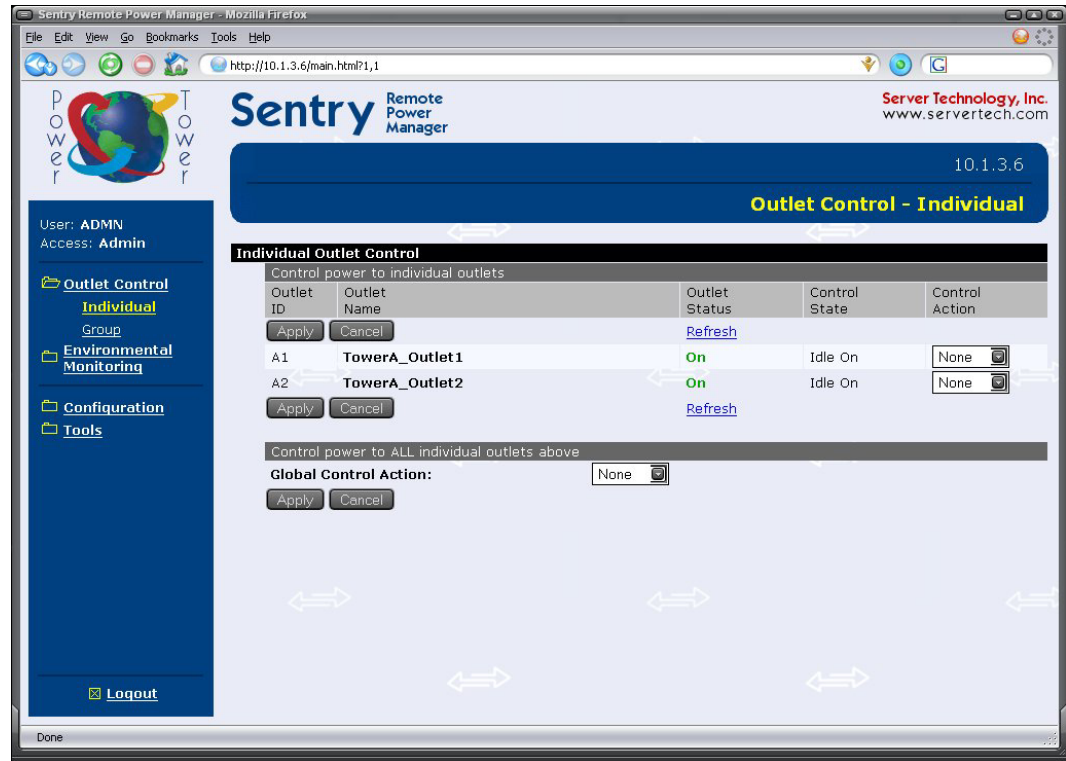 Sentry Remote Power Manager - Mozilla Firefox
File Edit View Go Bookmarks Tools Help
http://10.1.3.6/main.html?1,1
G
Power Tower
Sentry Remote Power Manager
Server Technology, Inc.
www.servertech.com
10.1.3.6
Outlet Control - Individual
User: ADMN
Access: Admin
Outlet Control
Individual
Group
Environmental
Monitoring
Configuration
Tools
Logout
Individual Outlet Control
Control power to individual outlets
Outlet ID Outlet Name Outlet Status Control State Control Action
Apply Cancel Refresh
A1 TowerA_Outlet1 On Idle On None
A2 TowerA_Outlet2 On Idle On None
Apply Cancel Refresh
Control power to ALL individual outlets above
Global Control Action: None
Apply Cancel
Done